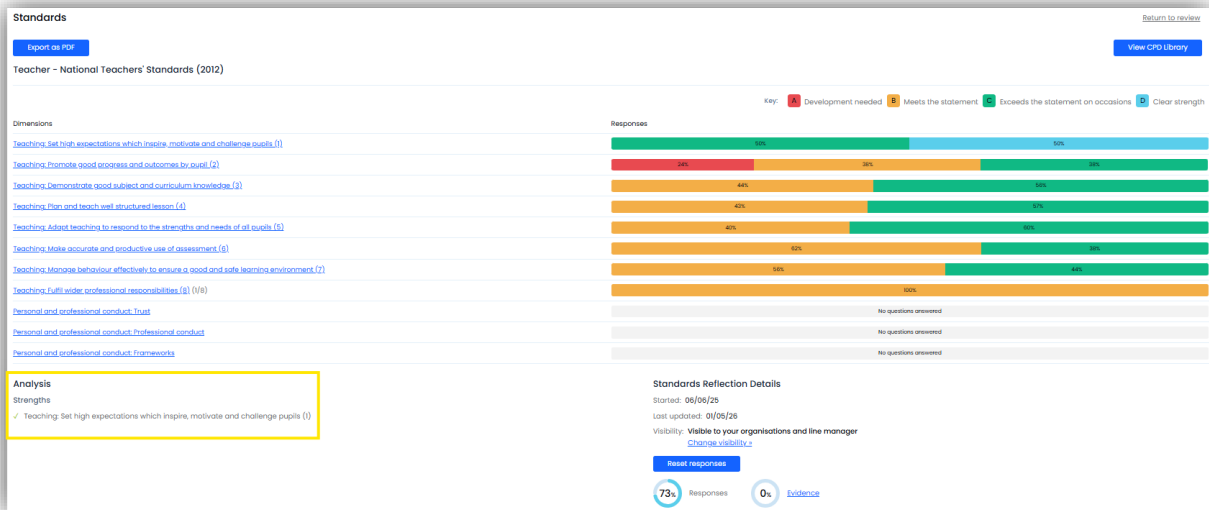 Standards
Return to review
Export as PDF
View CPD Library
Teacher - National Teachers' Standards (2012)
Key: A Development needed B Meets the statement C Exceeds the statement on occasions D Clear strength
Dimensions Responses
Teaching: Set high expectations which inspire, motivate and challenge pupils (1) 50% 50%
Teaching: Promote good progress and outcomes by pupil (2) 24% 38% 38%
Teaching: Demonstrate good subject and curriculum knowledge (3) 44% 56%
Teaching: Plan and teach well structured lesson (4) 43% 57%
Teaching: Adapt teaching to respond to the strengths and needs of all pupils (5) 40% 60%
Teaching: Make accurate and productive use of assessment (6) 62% 38%
Teaching: Manage behaviour effectively to ensure a good and safe learning environment (7) 56% 44%
Teaching: Fulfil wider professional responsibilities (8) (1/8) 100%
Personal and professional conduct: Trust No questions answered
Personal and professional conduct: Professional conduct No questions answered
Personal and professional conduct: Frameworks No questions answered
Analysis
Strengths
✓ Teaching: Set high expectations which inspire, motivate and challenge pupils (1)
Standards Reflection Details
Started: 06/06/25
Last updated: 01/05/26
Visibility: Visible to your organisations and line manager
Change visibility »
Reset responses
73% Responses 0% Evidence